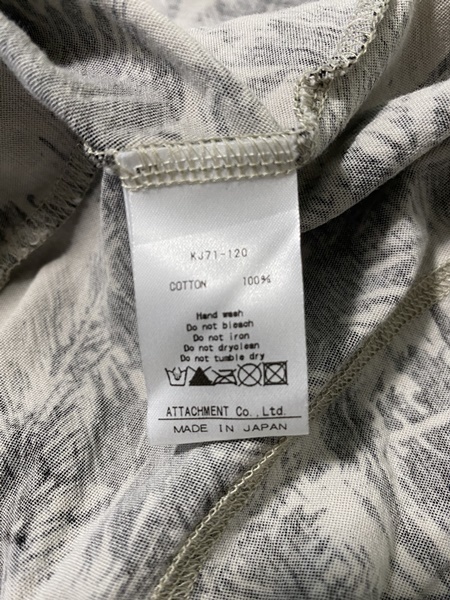 KJ71-120
COTTON 100%
Hand wash
Do not bleach
Do not iron
Do not dryclean
Do not tumble dry
ATTACHMENT Co., Ltd.
MADE IN JAPAN